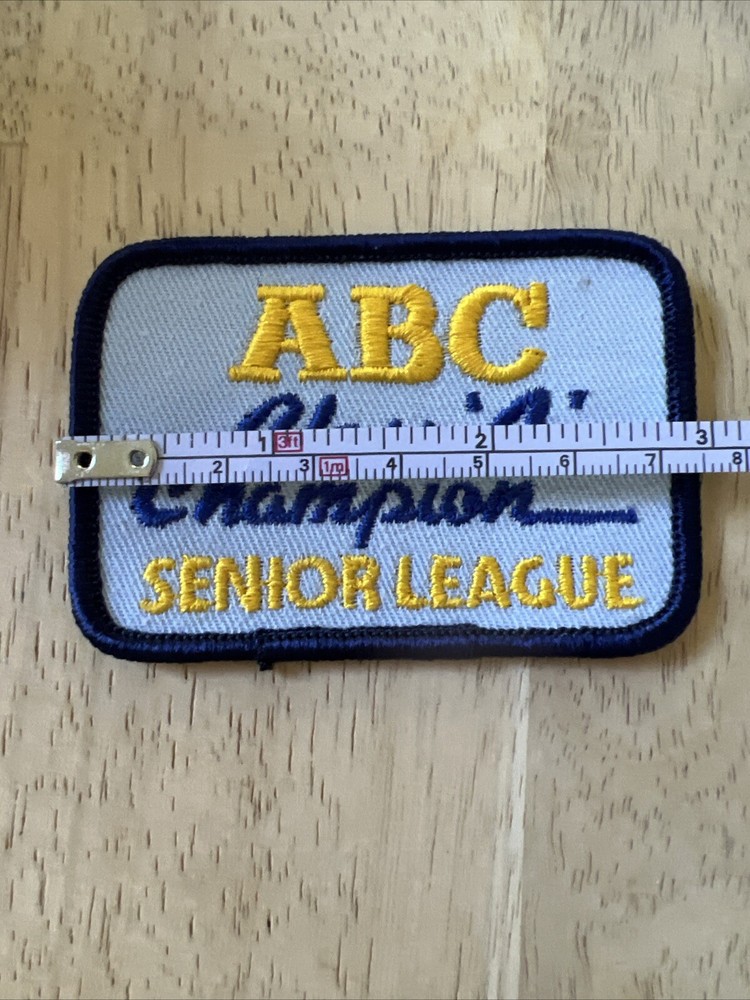 ABC
'A'
1 3ft 2 3
2 3 1m 4 5 6 7 8
Champion
SENIOR LEAGUE